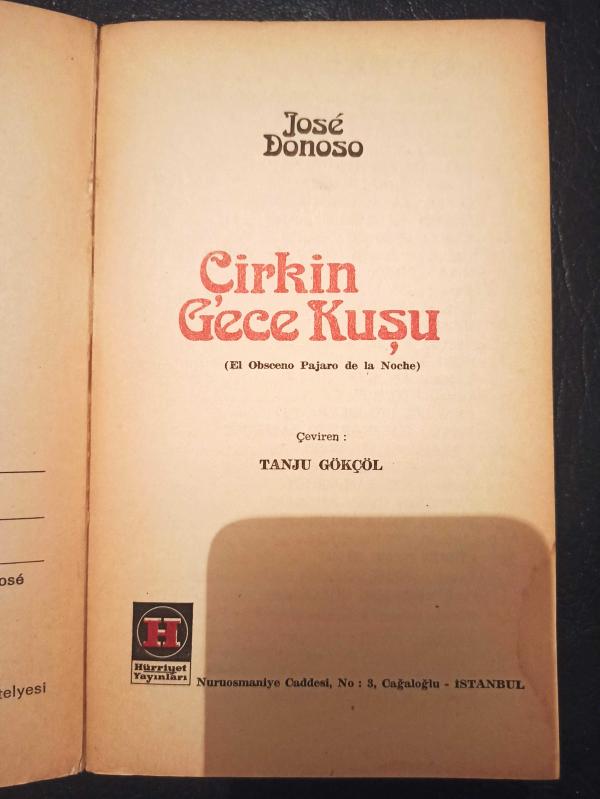 José
Donoso
Çirkin
Gece Kuşu
(El Obsceno Pajaro de la Noche)
Çeviren :
TANJU GÖKÇÖL
osé
telyesi
H
Hürriyet
Yayınları
Nuruosmaniye Caddesi, No : 3, Cağaloğlu - İSTANBUL